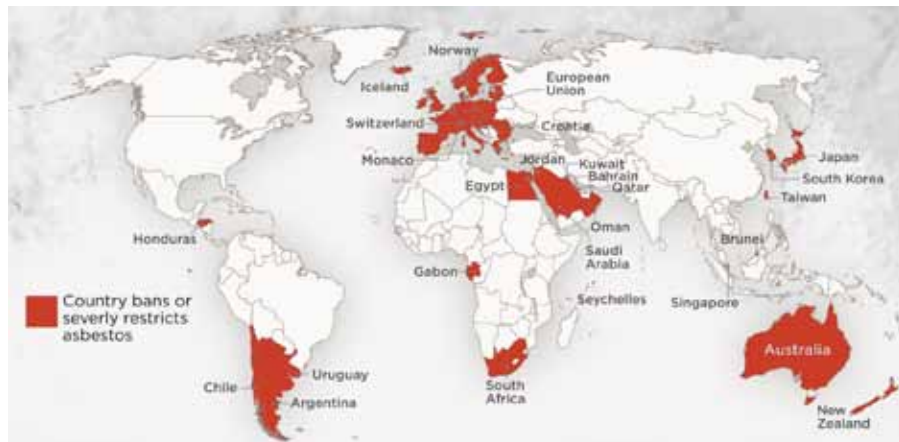 Norway
Iceland
European
Union
Switzerland
Croatia
Monaco
Jordan
Kuwait
Bahrain
Qatar
Egypt
Japan
South Korea
Taiwan
Honduras
Oman
Saudi
Arabia
Brunei
Gabon
Seychelles
Singapore
Country bans or
severly restricts
asbestos
Australia
Chile
Uruguay
Argentina
South
Africa
New
Zealand